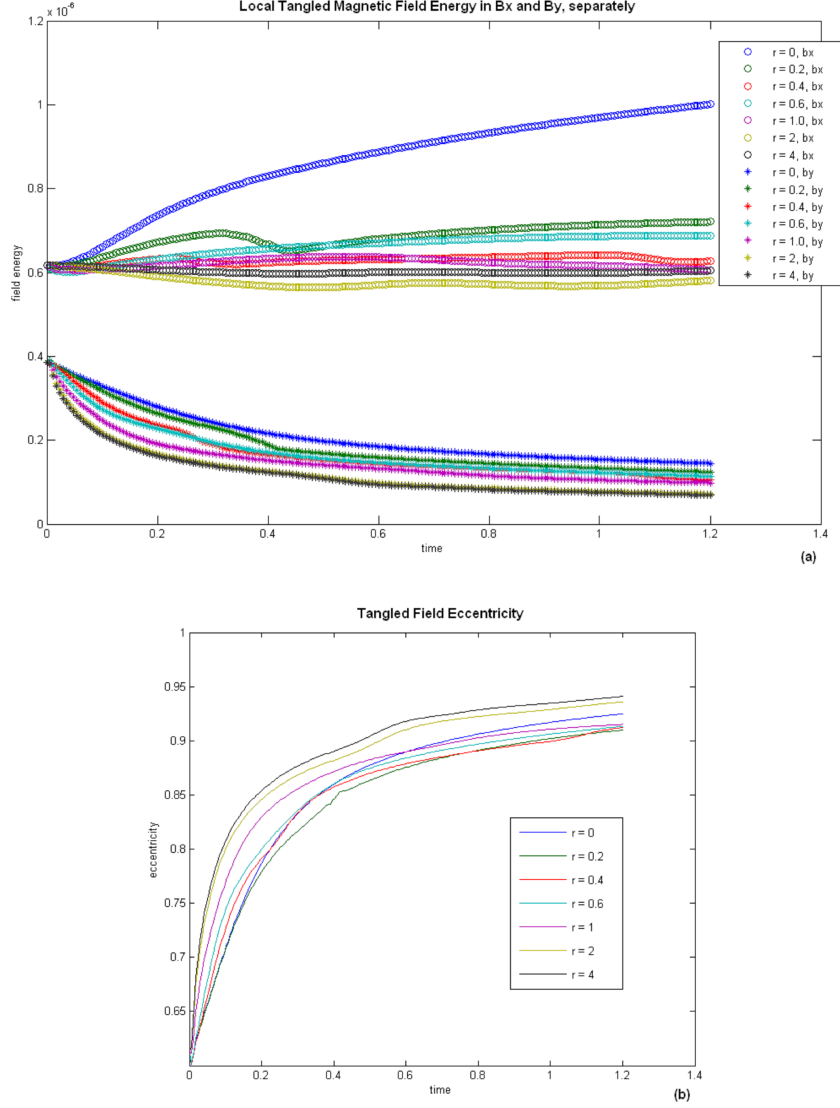 Local Tangled Magnetic Field Energy in Bx and By, separately
x 10⁻⁶
1.2
1
0.8
0.6
0.4
0.2
0
field energy
0
0.2
0.4
0.6
0.8
1
1.2
1.4
time
(a)
r = 0, bx
r = 0.2, bx
r = 0.4, bx
r = 0.6, bx
r = 1.0, bx
r = 2, bx
r = 4, bx
r = 0, by
r = 0.2, by
r = 0.4, by
r = 0.6, by
r = 1.0, by
r = 2, by
r = 4, by
Tangled Field Eccentricity
1
0.95
0.9
0.85
0.8
0.75
0.7
0.65
eccentricity
0
0.2
0.4
0.6
0.8
1
1.2
1.4
time
(b)
r = 0
r = 0.2
r = 0.4
r = 0.6
r = 1
r = 2
r = 4